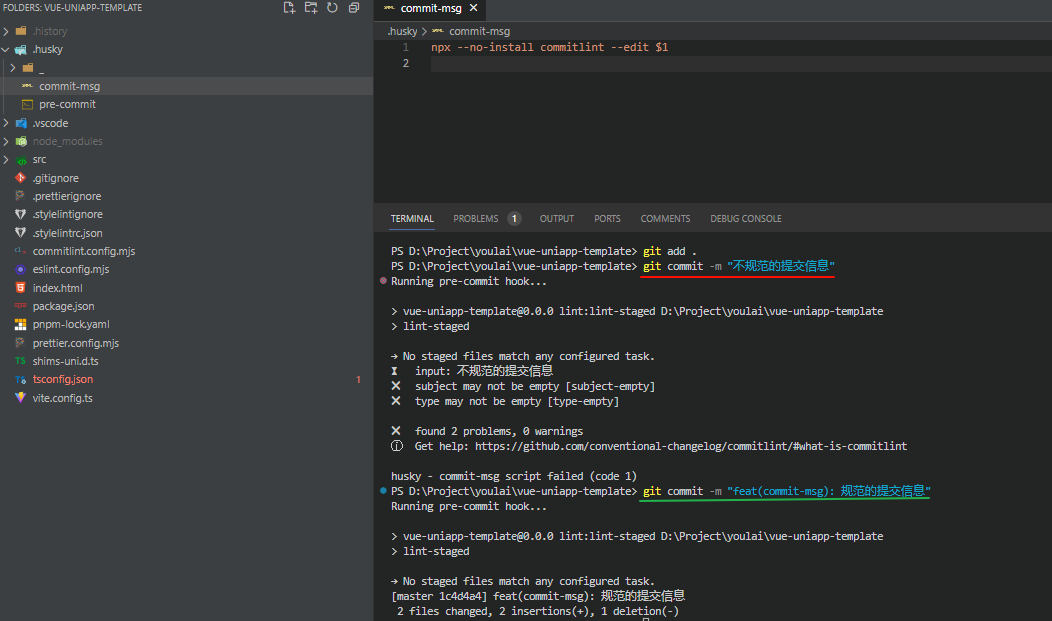 FOLDERS: VUE-UNIAPP-TEMPLATE
.history
.husky
_
commit-msg
pre-commit
.vscode
node_modules
src
.gitignore
.prettierignore
.stylelintignore
.stylelintrc.json
commitlint.config.mjs
eslint.config.mjs
index.html
package.json
pnpm-lock.yaml
prettier.config.mjs
shims-uni.d.ts
tsconfig.json 1
vite.config.ts
commit-msg
.husky > commit-msg
1 npx --no-install commitlint --edit $1
2
TERMINAL PROBLEMS 1 OUTPUT PORTS COMMENTS DEBUG CONSOLE
PS D:\Project\youlai\vue-uniapp-template> git add .
PS D:\Project\youlai\vue-uniapp-template> git commit -m "不规范的提交信息"
Running pre-commit hook...
> vue-uniapp-template@0.0.0 lint:lint-staged D:\Project\youlai\vue-uniapp-template
> lint-staged
→ No staged files match any configured task.
⧗ input: 不规范的提交信息
✖ subject may not be empty [subject-empty]
✖ type may not be empty [type-empty]
✖ found 2 problems, 0 warnings
ⓘ Get help: https://github.com/conventional-changelog/commitlint/#what-is-commitlint
husky - commit-msg script failed (code 1)
PS D:\Project\youlai\vue-uniapp-template> git commit -m "feat(commit-msg): 规范的提交信息"
Running pre-commit hook...
> vue-uniapp-template@0.0.0 lint:lint-staged D:\Project\youlai\vue-uniapp-template
> lint-staged
→ No staged files match any configured task.
[master 1c4d4a4] feat(commit-msg): 规范的提交信息
2 files changed, 2 insertions(+), 1 deletion(-)